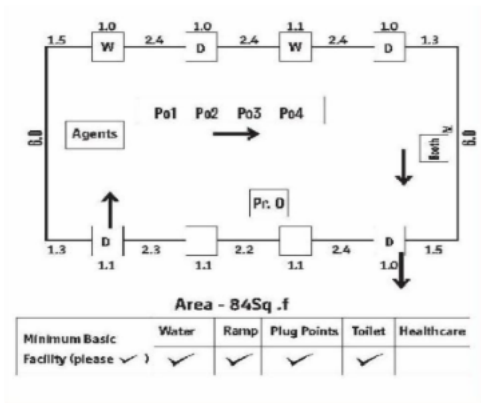 1.0 1.0 1.1 1.0
1.5 W 2.4 D 2.4 W 2.4 D 1.3
Po1 Po2 Po3 Po4
6.0 Agents 6.0
Pr. O
D D
1.3 2.3 2.2 2.4 1.5
1.1 1.1 1.1 1.0
Area - 84Sq .f
Minimum Basic Water Ramp Plug Points Toilet Healthcare
Facility (please ✓ ) ✓ ✓ ✓ ✓